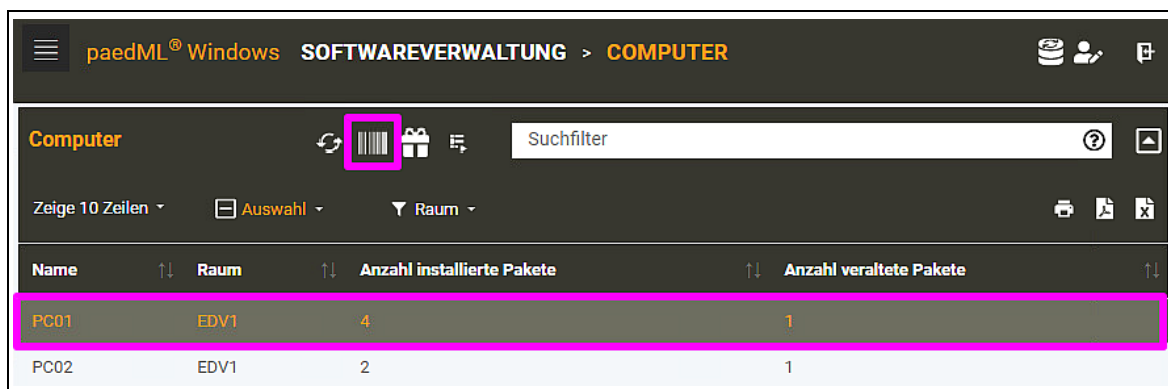 paedML® Windows SOFTWAREVERWALTUNG > COMPUTER
Computer Suchfilter
Zeige 10 Zeilen Auswahl Raum
Name Raum Anzahl installierte Pakete Anzahl veraltete Pakete
PC01 EDV1 4 1
PC02 EDV1 2 1